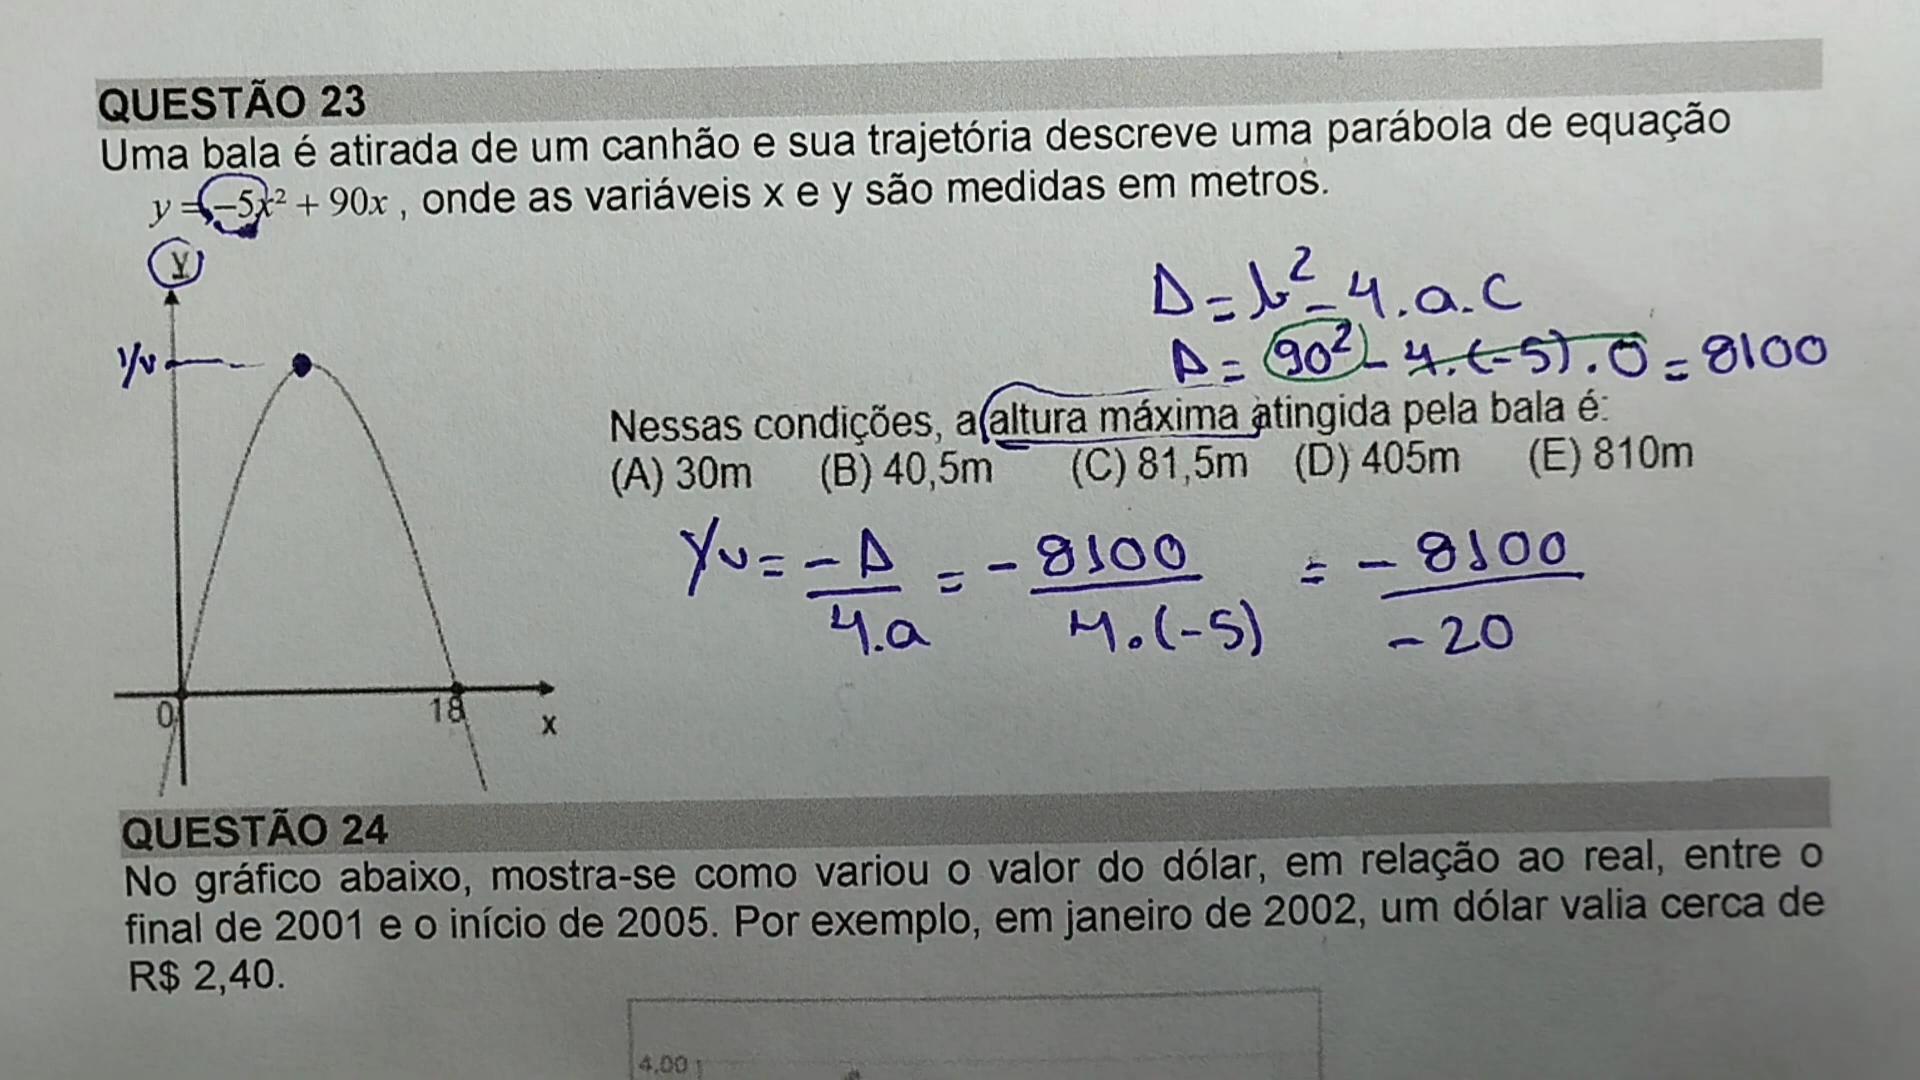 QUESTÃO 23
Uma bala é atirada de um canhão e sua trajetória descreve uma parábola de equação
y = -5x² + 90x , onde as variáveis x e y são medidas em metros.
y
Δ = b² - 4.a.c
Δ = 90² - 4.(-5).0 = 8100
Yv
Nessas condições, a altura máxima atingida pela bala é:
(A) 30m (B) 40,5m (C) 81,5m (D) 405m (E) 810m
Yv = -Δ/4.a = -8100/4.(-5) = -8100/-20
0 18 x
QUESTÃO 24
No gráfico abaixo, mostra-se como variou o valor do dólar, em relação ao real, entre o
final de 2001 e o início de 2005. Por exemplo, em janeiro de 2002, um dólar valia cerca de
R$ 2,40.
4,00